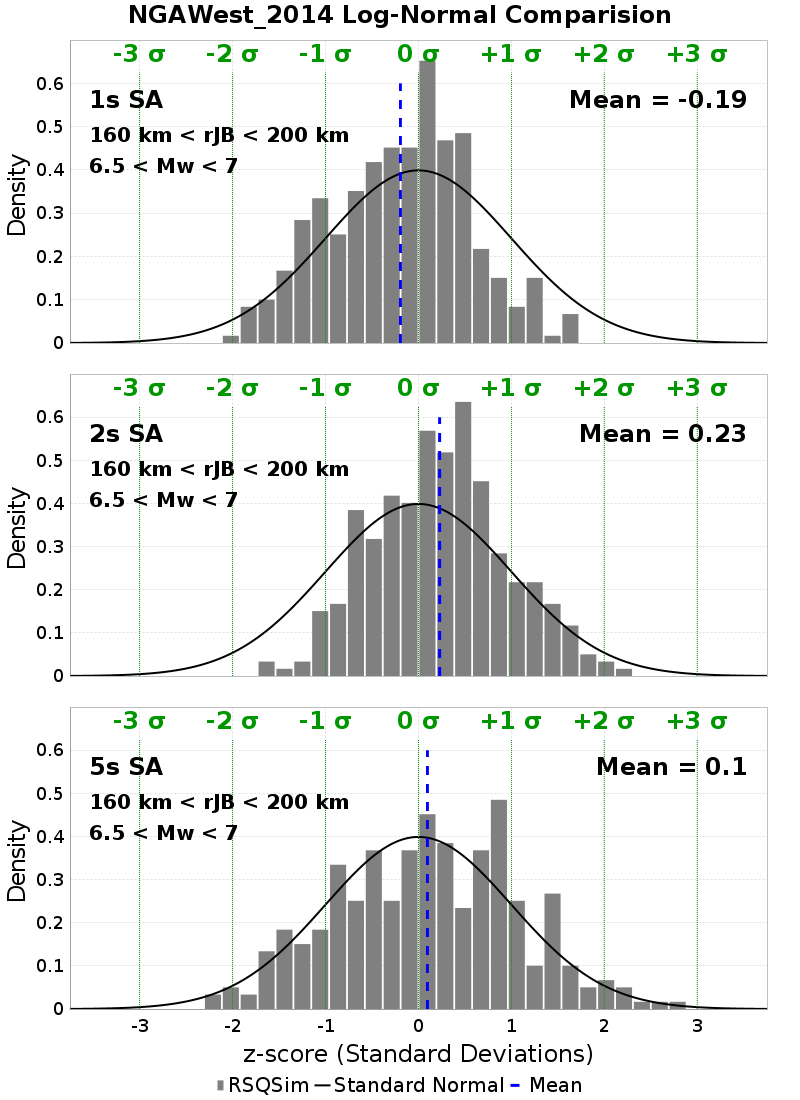 NGAWest_2014 Log-Normal Comparision
-3 σ -2 σ -1 σ 0 σ +1 σ +2 σ +3 σ
1s SA
Mean = -0.19
160 km < rJB < 200 km
6.5 < Mw < 7
Density
0.6
0.5
0.4
0.3
0.2
0.1
0
-3 σ -2 σ -1 σ 0 σ +1 σ +2 σ +3 σ
2s SA
Mean = 0.23
160 km < rJB < 200 km
6.5 < Mw < 7
Density
0.6
0.5
0.4
0.3
0.2
0.1
0
-3 σ -2 σ -1 σ 0 σ +1 σ +2 σ +3 σ
5s SA
Mean = 0.1
160 km < rJB < 200 km
6.5 < Mw < 7
Density
0.6
0.5
0.4
0.3
0.2
0.1
0
-3 -2 -1 0 1 2 3
z-score (Standard Deviations)
RSQSim Standard Normal Mean